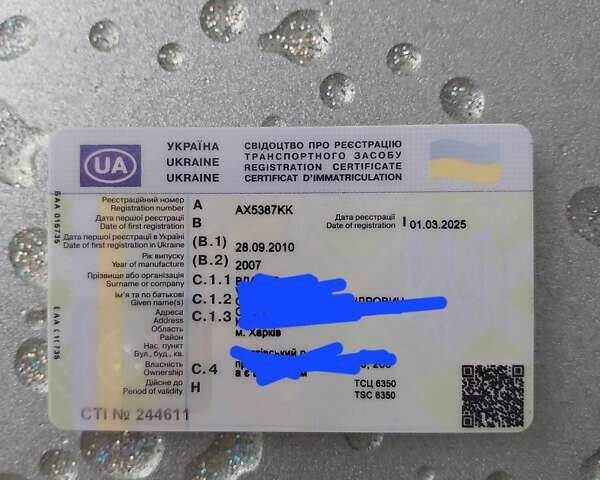 UA
УКРАЇНА
UKRAINE
UKRAINE
СВІДОЦТВО ПРО РЕЄСТРАЦІЮ
ТРАНСПОРТНОГО ЗАСОБУ
REGISTRATION CERTIFICATE
CERTIFICAT D'IMMATRICULATION
Реєстраційний номер
Registration number
A AX5387KK
Дата першої реєстрації
Date of first registration
B
Дата реєстрації
Date of registration
I 01.03.2025
Дата першої реєстрації в Україні
Date of first registration in Ukraine
(B.1) 28.09.2010
Рік випуску
Year of manufacture
(B.2) 2007
Прізвище або організація
Surname or company
C.1.1
Ім'я та по батькові
Given name(s)
C.1.2
Адреса
Address
C.1.3
Область
Район
м. Харків
Нас. пункт
Вул., буд., кв.
Власність
Ownership
C.4
Дійсне до
Period of validity
H
ТСЦ 6350
TSC 6350
СТІ № 244611